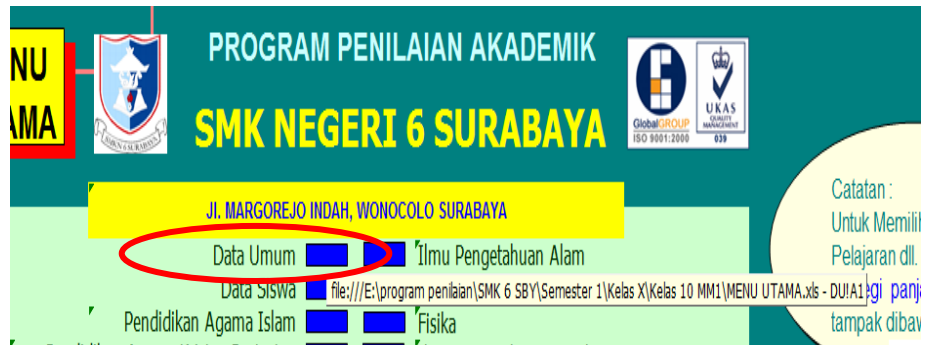 NU
AMA
PROGRAM PENILAIAN AKADEMIK
SMK NEGERI 6 SURABAYA
GlobalGROUP
ISO 9001:2000
UKAS
QUALITY
MANAGEMENT
039
Jl. MARGOREJO INDAH, WONOCOLO SURABAYA
Catatan :
Untuk Memilih
Pelajaran dll.
Data Umum
Ilmu Pengetahuan Alam
Data Siswa
file:///E:\program penilaian\SMK 6 SBY\Semester 1\Kelas X\Kelas 10 MM1\MENU UTAMA.xls - DU!A1
egi panja
Pendidikan Agama Islam
Fisika
tampak dibaw